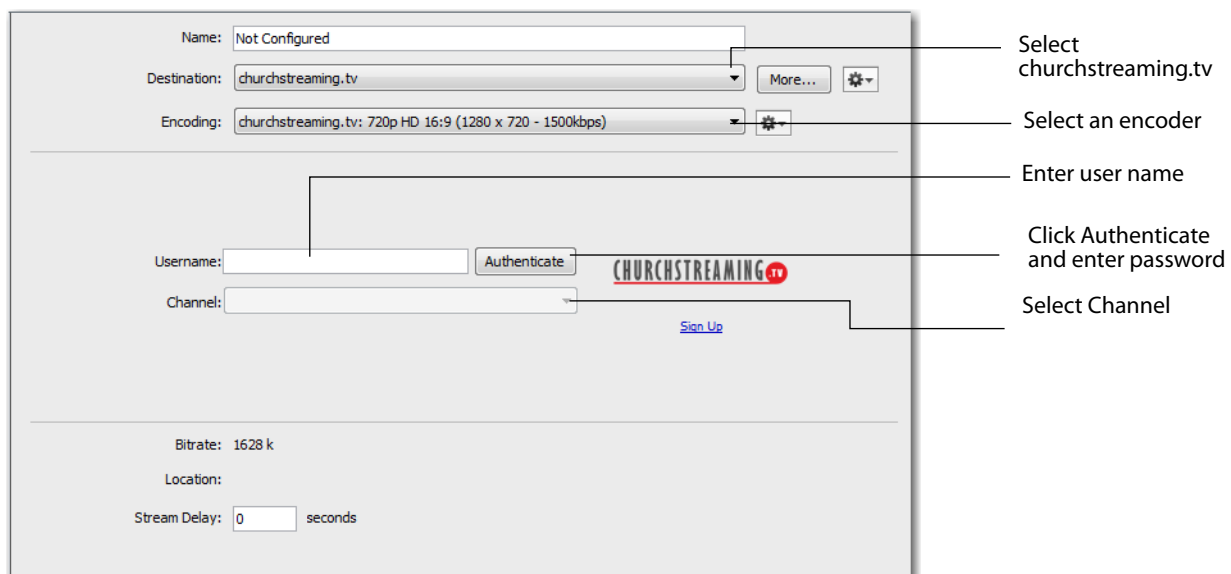 Name: Not Configured
Select
churchstreaming.tv
Destination: churchstreaming.tv More...
Encoding: churchstreaming.tv: 720p HD 16:9 (1280 x 720 - 1500kbps)
Select an encoder
Enter user name
Username: Authenticate
Click Authenticate
and enter password
CHURCHSTREAMING.TV
Channel:
Select Channel
Sign Up
Bitrate: 1628 k
Location:
Stream Delay: 0 seconds